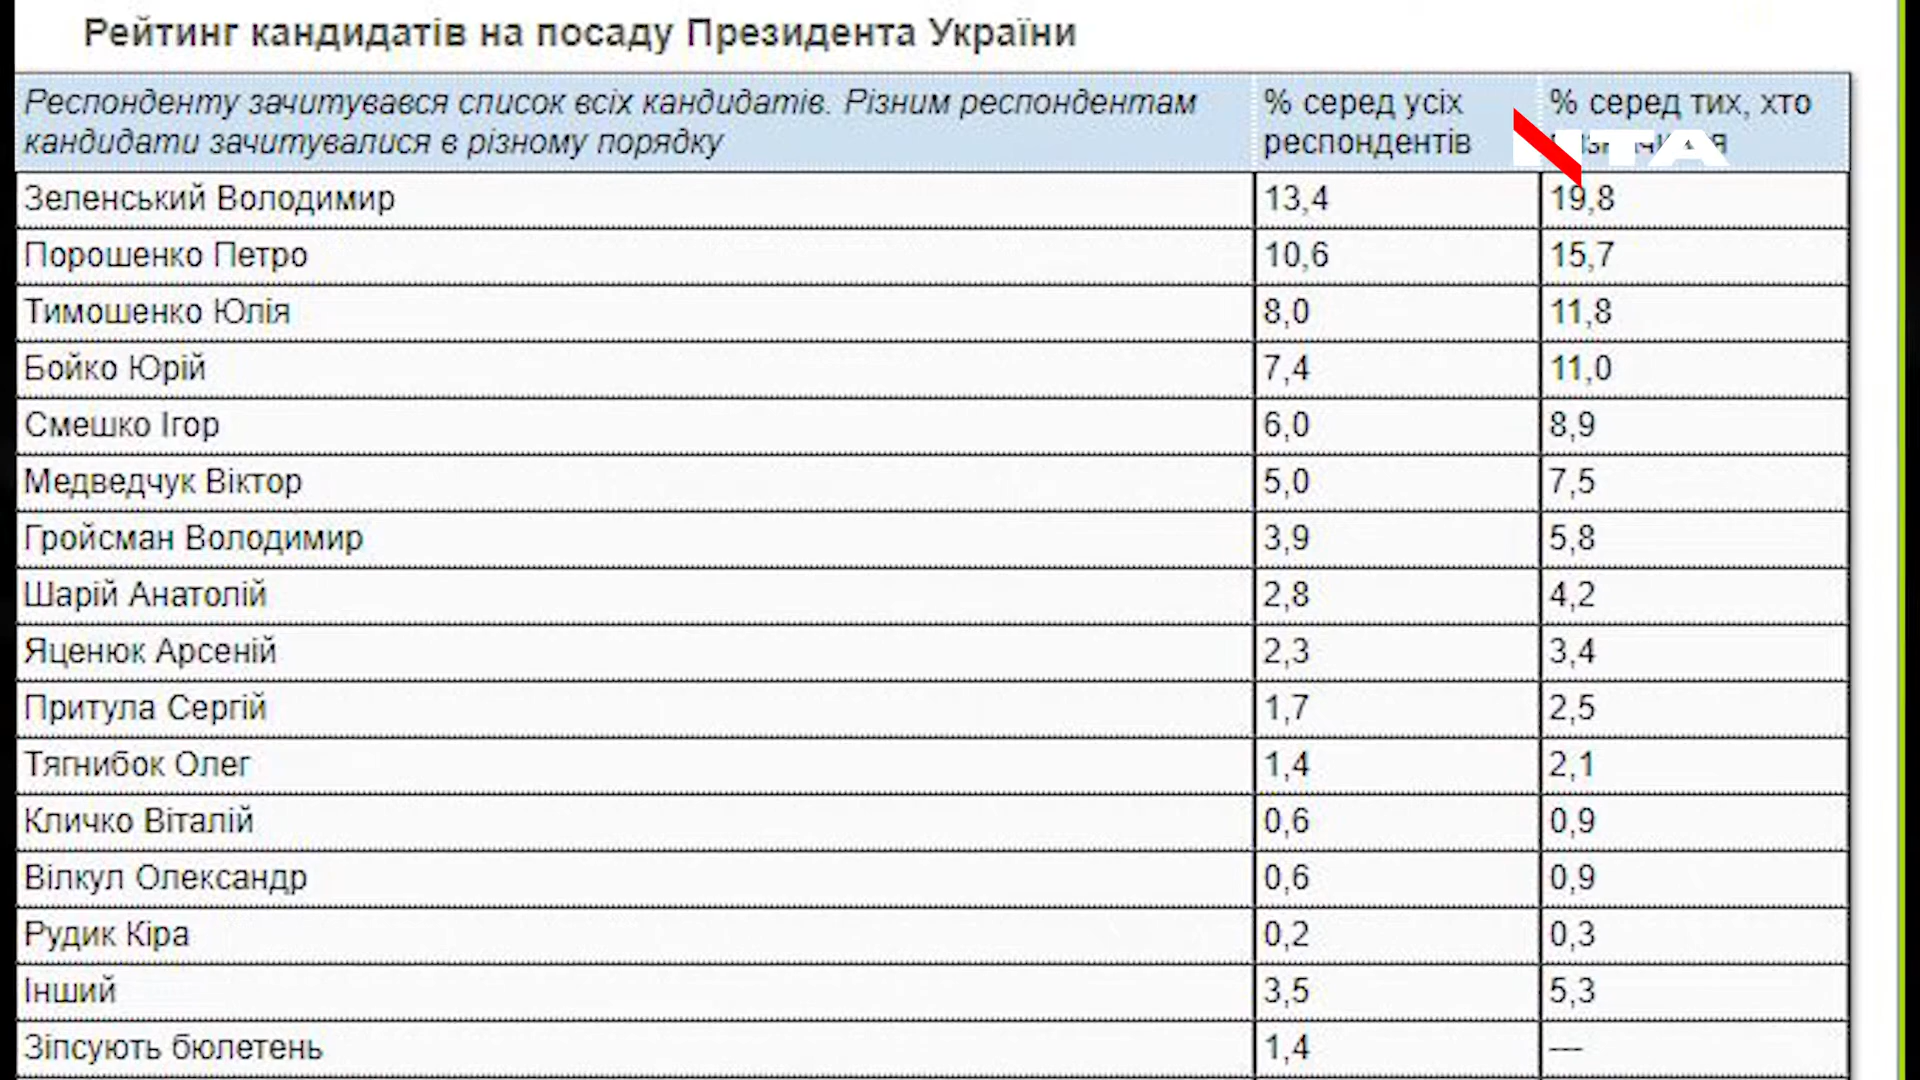 Рейтинг кандидатів на посаду Президента України
Респонденту зачитувався список всіх кандидатів. Різним респондентам
кандидати зачитувалися в різному порядку
% серед усіх
респондентів
% серед тих, хто
NTA
Зеленський Володимир 13,4 19,8
Порошенко Петро 10,6 15,7
Тимошенко Юлія 8,0 11,8
Бойко Юрій 7,4 11,0
Смешко Ігор 6,0 8,9
Медведчук Віктор 5,0 7,5
Гройсман Володимир 3,9 5,8
Шарій Анатолій 2,8 4,2
Яценюк Арсеній 2,3 3,4
Притула Сергій 1,7 2,5
Тягнибок Олег 1,4 2,1
Кличко Віталій 0,6 0,9
Вілкул Олександр 0,6 0,9
Рудик Кіра 0,2 0,3
Інший 3,5 5,3
Зіпсують бюлетень 1,4 ---